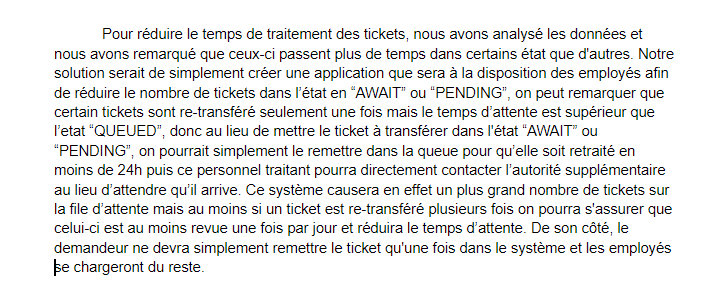 Pour réduire le temps de traitement des tickets, nous avons analysé les données et
nous avons remarqué que ceux-ci passent plus de temps dans certains état que d'autres. Notre
solution serait de simplement créer une application que sera à la disposition des employés afin
de réduire le nombre de tickets dans l'état en “AWAIT” ou “PENDING”, on peut remarquer que
certain tickets sont re-transféré seulement une fois mais le temps d'attente est supérieur que
l'etat “QUEUED”, donc au lieu de mettre le ticket à transférer dans l'état “AWAIT” ou
“PENDING”, on pourrait simplement le remettre dans la queue pour qu'elle soit retraité en
moins de 24h puis ce personnel traitant pourra directement contacter l'autorité supplémentaire
au lieu d'attendre qu'il arrive. Ce système causera en effet un plus grand nombre de tickets sur
la file d'attente mais au moins si un ticket est re-transféré plusieurs fois on pourra s'assurer que
celui-ci est au moins revue une fois par jour et réduira le temps d'attente. De son côté, le
demandeur ne devra simplement remettre le ticket qu'une fois dans le système et les employés
se chargeront du reste.